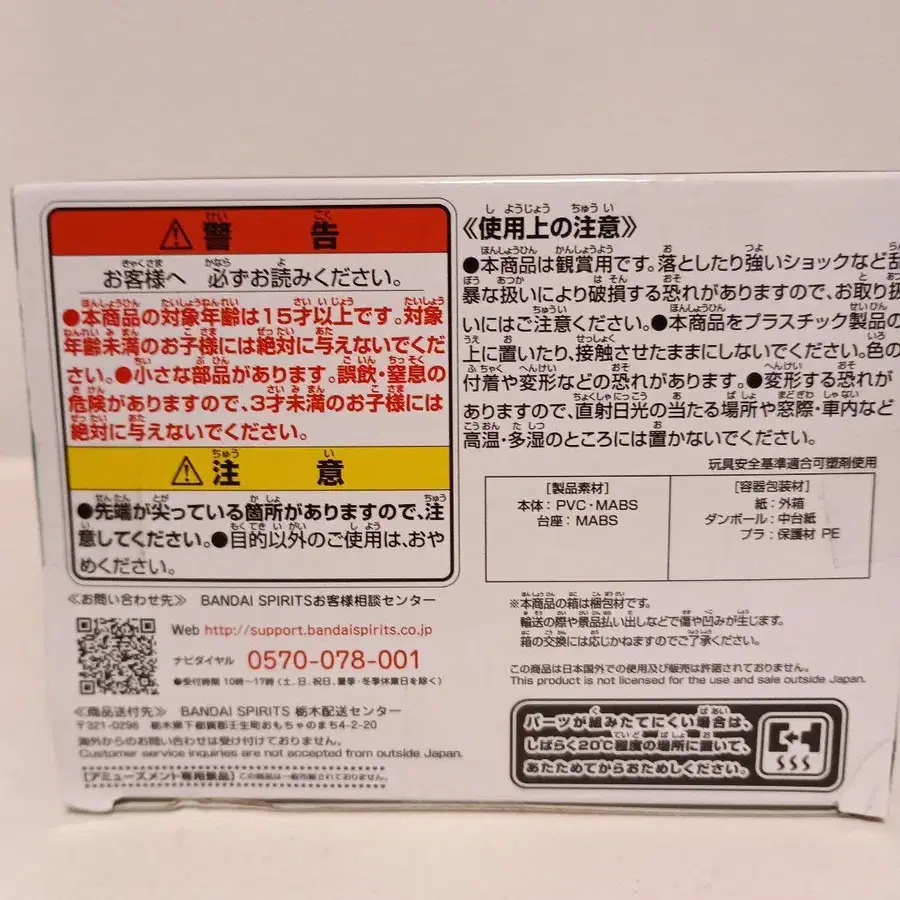 ⚠警告
お客様へ 必ずお読みください。
●本商品の対象年齢は15才以上です。対象
年齢未満のお子様には絶対に与えないでくだ
さい。●小さな部品があります。誤飲・窒息の
危険がありますので、3才未満のお子様には
絶対に与えないでください。
⚠注意
●先端が尖っている箇所がありますので、注
意してください。●目的以外のご使用は、おや
めください。
≪お問い合わせ先≫ BANDAI SPIRITSお客様相談センター
Web http://support.bandaispirits.co.jp
ナビダイヤル 0570-078-001
●受付時間 10時〜17時(土、日、祝日、夏季・冬季休業日を除く)
≪商品送付先≫ BANDAI SPIRITS 栃木配送センター
〒321-0298 栃木県下都賀郡壬生町おもちゃのまち4-2-20
海外からのお問い合わせは受け付けておりません。
Customer service inquiries are not accepted from outside Japan.
[アミューズメント専用景品] この商品は一般市販されておりません。
≪使用上の注意≫
●本商品は観賞用です。落としたり強いショックなど乱
暴な扱いにより破損する恐れがありますので、お取り扱
いにはご注意ください。●本商品をプラスチック製品の
上に置いたり、接触させたままにしないでください。色の
付着や変形などの恐れがあります。●変形する恐れが
ありますので、直射日光の当たる場所や窓際・車内など
高温・多湿のところには置かないでください。
玩具安全基準適合可塑剤使用
[製品素材]
本体:PVC・MABS
台座:MABS
[容器包装材]
紙:外箱
ダンボール:中台紙
プラ:保護材 PE
※本商品の箱は梱包材です。
輸送の際や景品払い出しなどで傷や凹みが生じます。
箱の交換には応じかねますのでご了承ください。
この商品は日本国外での使用及び販売は許諾されておりません。
This product is not licensed for the use and sale outside Japan.
パーツが組みたてにくい場合は、
しばらく20℃程度の場所に置いて、
あたためてからおためしください。